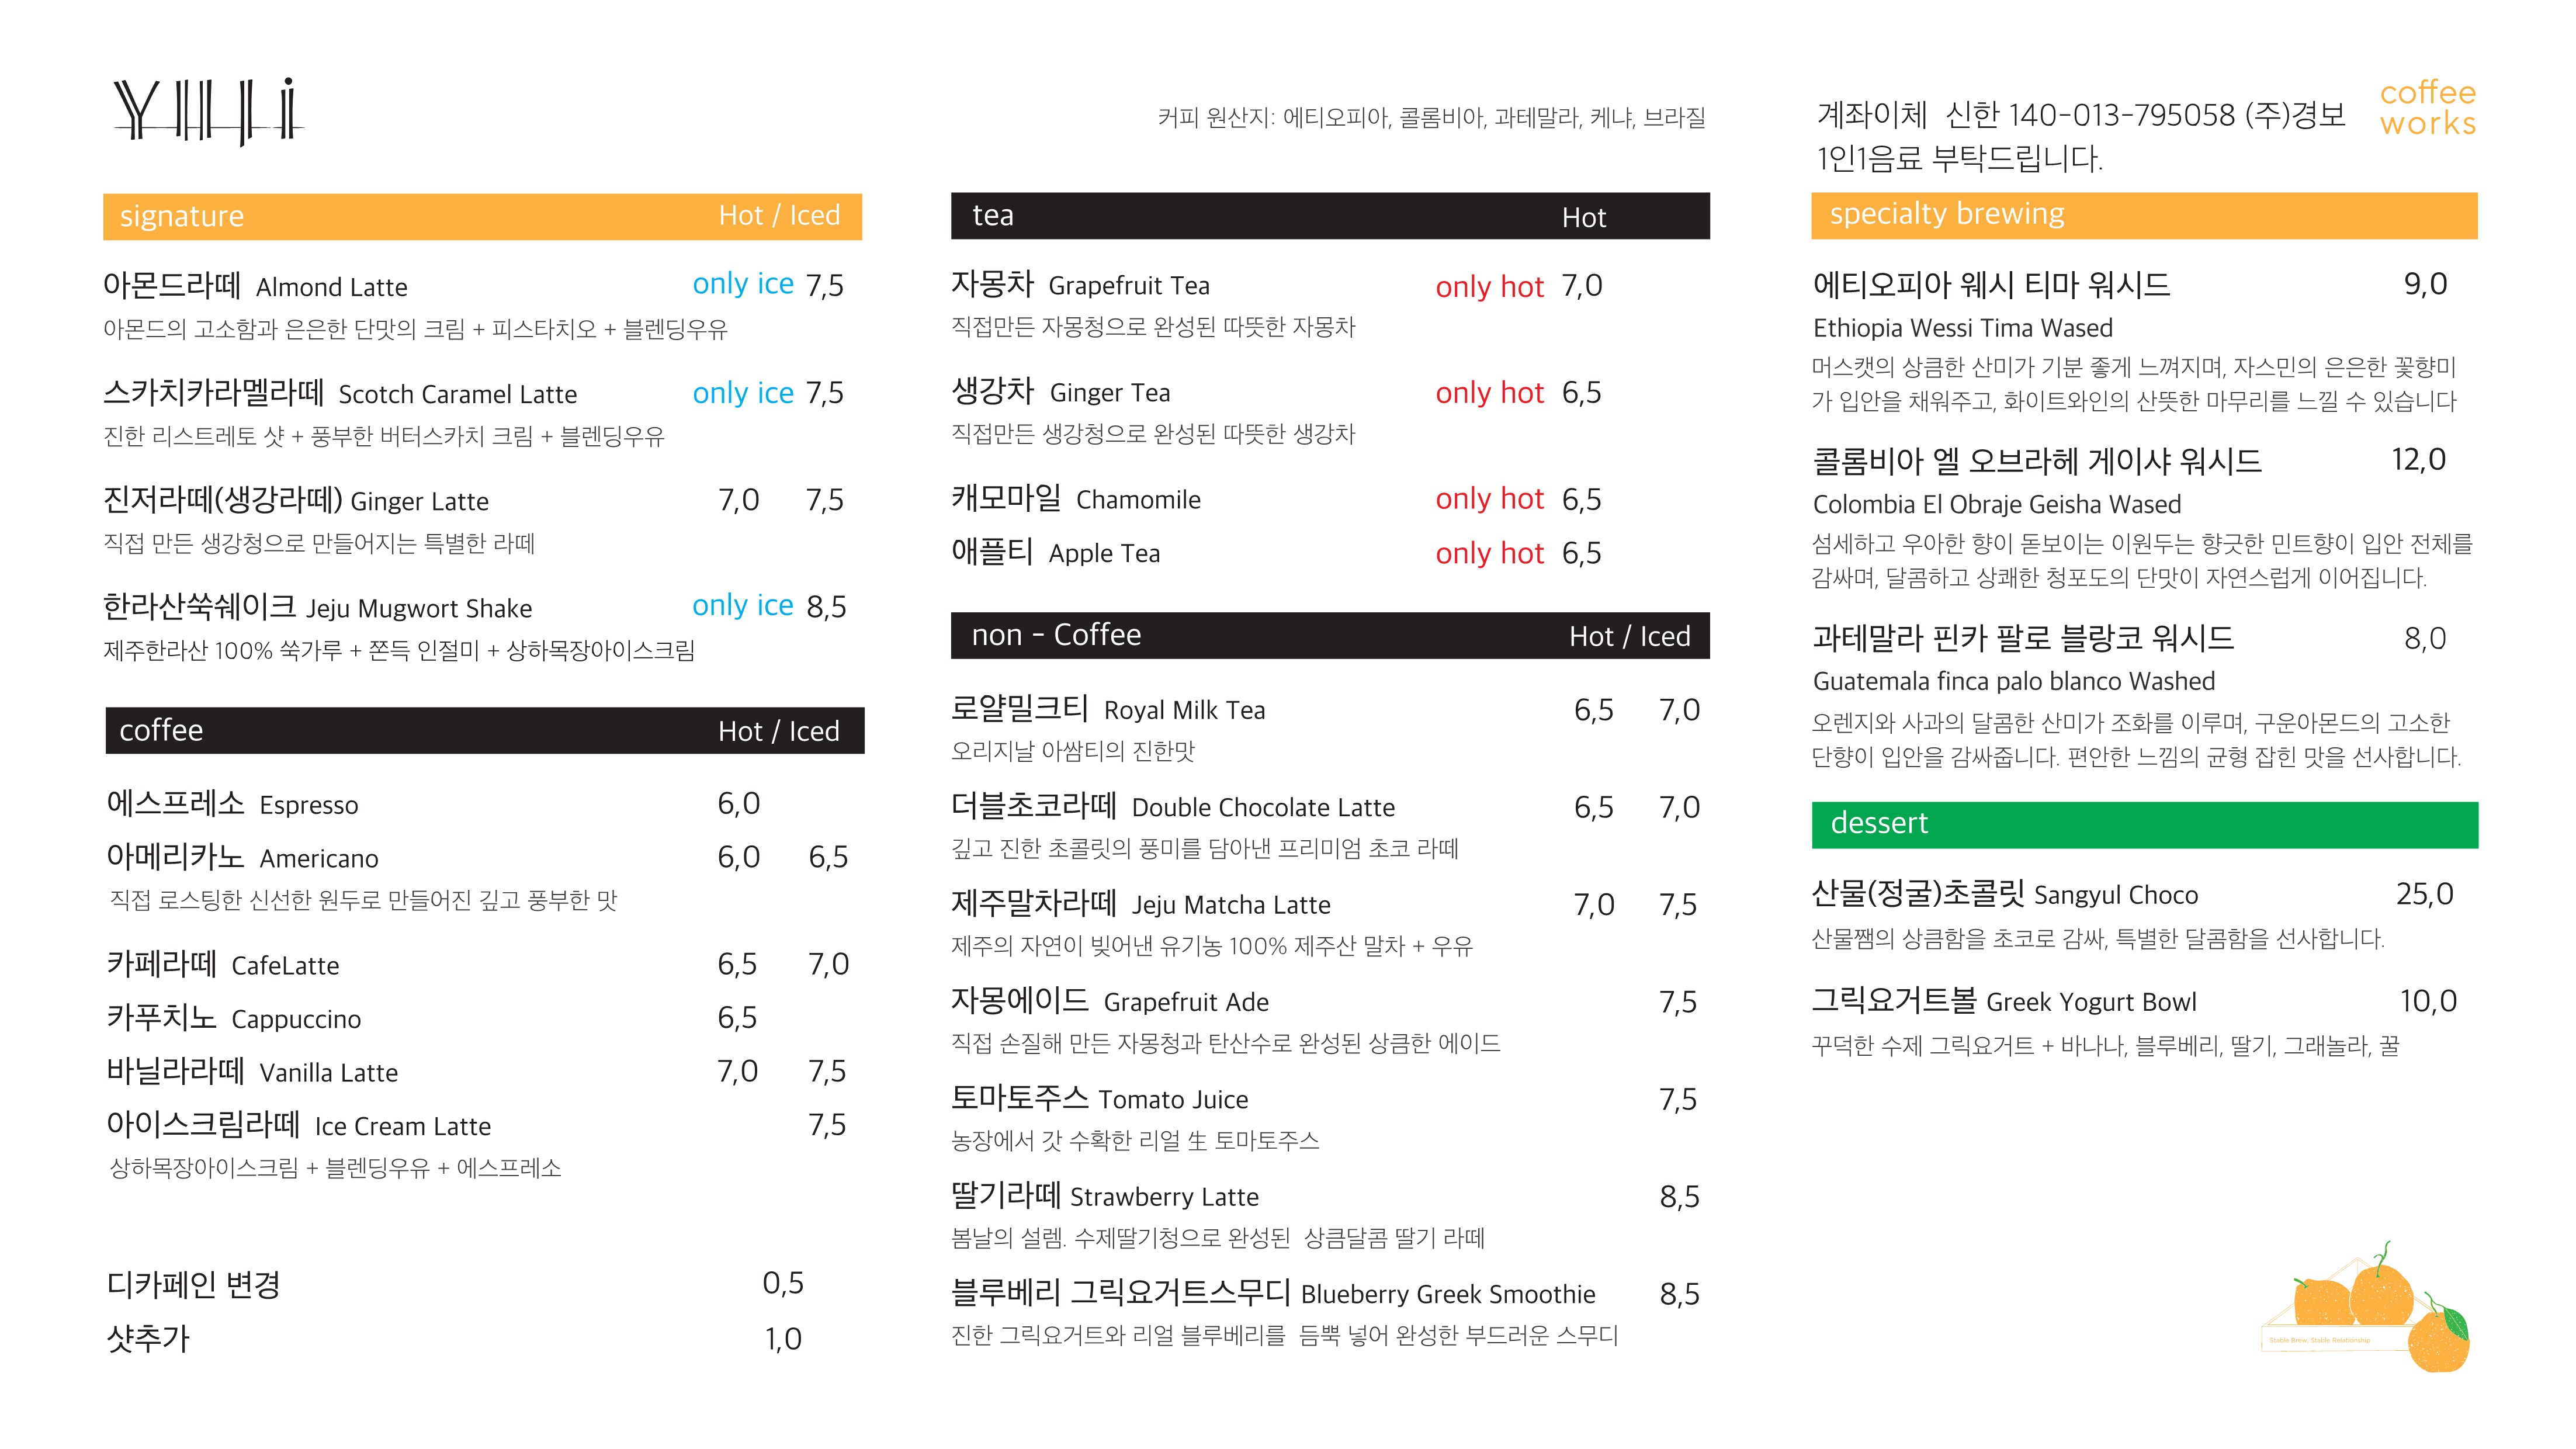 커피 원산지: 에티오피아, 콜롬비아, 과테말라, 케냐, 브라질
계좌이체 신한 140-013-795058 (주)경보
1인1음료 부탁드립니다.
coffee
works
signature Hot / Iced
아몬드라떼 Almond Latte only ice 7,5
아몬드의 고소함과 은은한 단맛의 크림 + 피스타치오 + 블렌딩우유
스카치카라멜라떼 Scotch Caramel Latte only ice 7,5
진한 리스트레토 샷 + 풍부한 버터스카치 크림 + 블렌딩우유
진저라떼(생강라떼) Ginger Latte 7,0 7,5
직접 만든 생강청으로 만들어지는 특별한 라떼
한라산쑥쉐이크 Jeju Mugwort Shake only ice 8,5
제주한라산 100% 쑥가루 + 쫀득 인절미 + 상하목장아이스크림
coffee Hot / Iced
에스프레소 Espresso 6,0
아메리카노 Americano 6,0 6,5
직접 로스팅한 신선한 원두로 만들어진 깊고 풍부한 맛
카페라떼 CafeLatte 6,5 7,0
카푸치노 Cappuccino 6,5
바닐라라떼 Vanilla Latte 7,0 7,5
아이스크림라떼 Ice Cream Latte 7,5
상하목장아이스크림 + 블렌딩우유 + 에스프레소
디카페인 변경 0,5
샷추가 1,0
tea Hot
자몽차 Grapefruit Tea only hot 7,0
직접만든 자몽청으로 완성된 따뜻한 자몽차
생강차 Ginger Tea only hot 6,5
직접만든 생강청으로 완성된 따뜻한 생강차
캐모마일 Chamomile only hot 6,5
애플티 Apple Tea only hot 6,5
non - Coffee Hot / Iced
로얄밀크티 Royal Milk Tea 6,5 7,0
오리지날 아쌈티의 진한맛
더블초코라떼 Double Chocolate Latte 6,5 7,0
깊고 진한 초콜릿의 풍미를 담아낸 프리미엄 초코 라떼
제주말차라떼 Jeju Matcha Latte 7,0 7,5
제주의 자연이 빚어낸 유기농 100% 제주산 말차 + 우유
자몽에이드 Grapefruit Ade 7,5
직접 손질해 만든 자몽청과 탄산수로 완성된 상큼한 에이드
토마토주스 Tomato Juice 7,5
농장에서 갓 수확한 리얼 生 토마토주스
딸기라떼 Strawberry Latte 8,5
봄날의 설렘. 수제딸기청으로 완성된 상큼달콤 딸기 라떼
블루베리 그릭요거트스무디 Blueberry Greek Smoothie 8,5
진한 그릭요거트와 리얼 블루베리를 듬뿍 넣어 완성한 부드러운 스무디
specialty brewing
에티오피아 웨시 티마 워시드 9,0
Ethiopia Wessi Tima Wased
머스캣의 상큼한 산미가 기분 좋게 느껴지며, 자스민의 은은한 꽃향미
가 입안을 채워주고, 화이트와인의 산뜻한 마무리를 느낄 수 있습니다
콜롬비아 엘 오브라헤 게이샤 워시드 12,0
Colombia El Obraje Geisha Wased
섬세하고 우아한 향이 돋보이는 이원두는 향긋한 민트향이 입안 전체를
감싸며, 달콤하고 상쾌한 청포도의 단맛이 자연스럽게 이어집니다.
과테말라 핀카 팔로 블랑코 워시드 8,0
Guatemala finca palo blanco Washed
오렌지와 사과의 달콤한 산미가 조화를 이루며, 구운아몬드의 고소한
단향이 입안을 감싸줍니다. 편안한 느낌의 균형 잡힌 맛을 선사합니다.
dessert
산물(정굴)초콜릿 Sangyul Choco 25,0
산물쨈의 상큼함을 초코로 감싸, 특별한 달콤함을 선사합니다.
그릭요거트볼 Greek Yogurt Bowl 10,0
꾸덕한 수제 그릭요거트 + 바나나, 블루베리, 딸기, 그래놀라, 꿀
Stable Brew, Stable Relationship